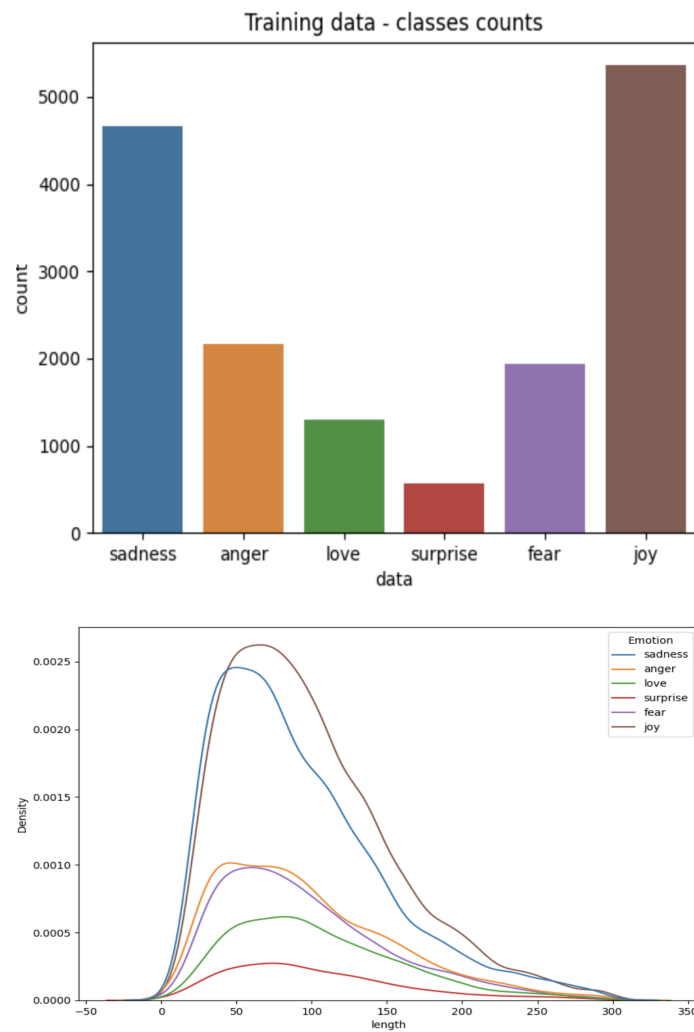 Training data - classes counts
5000
4000
3000
2000
1000
0
count
sadness anger love surprise fear joy
data
Emotion
sadness
anger
love
surprise
fear
joy
0.0025
0.0020
0.0015
0.0010
0.0005
0.0000
Density
−50 0 50 100 150 200 250 300 350
length